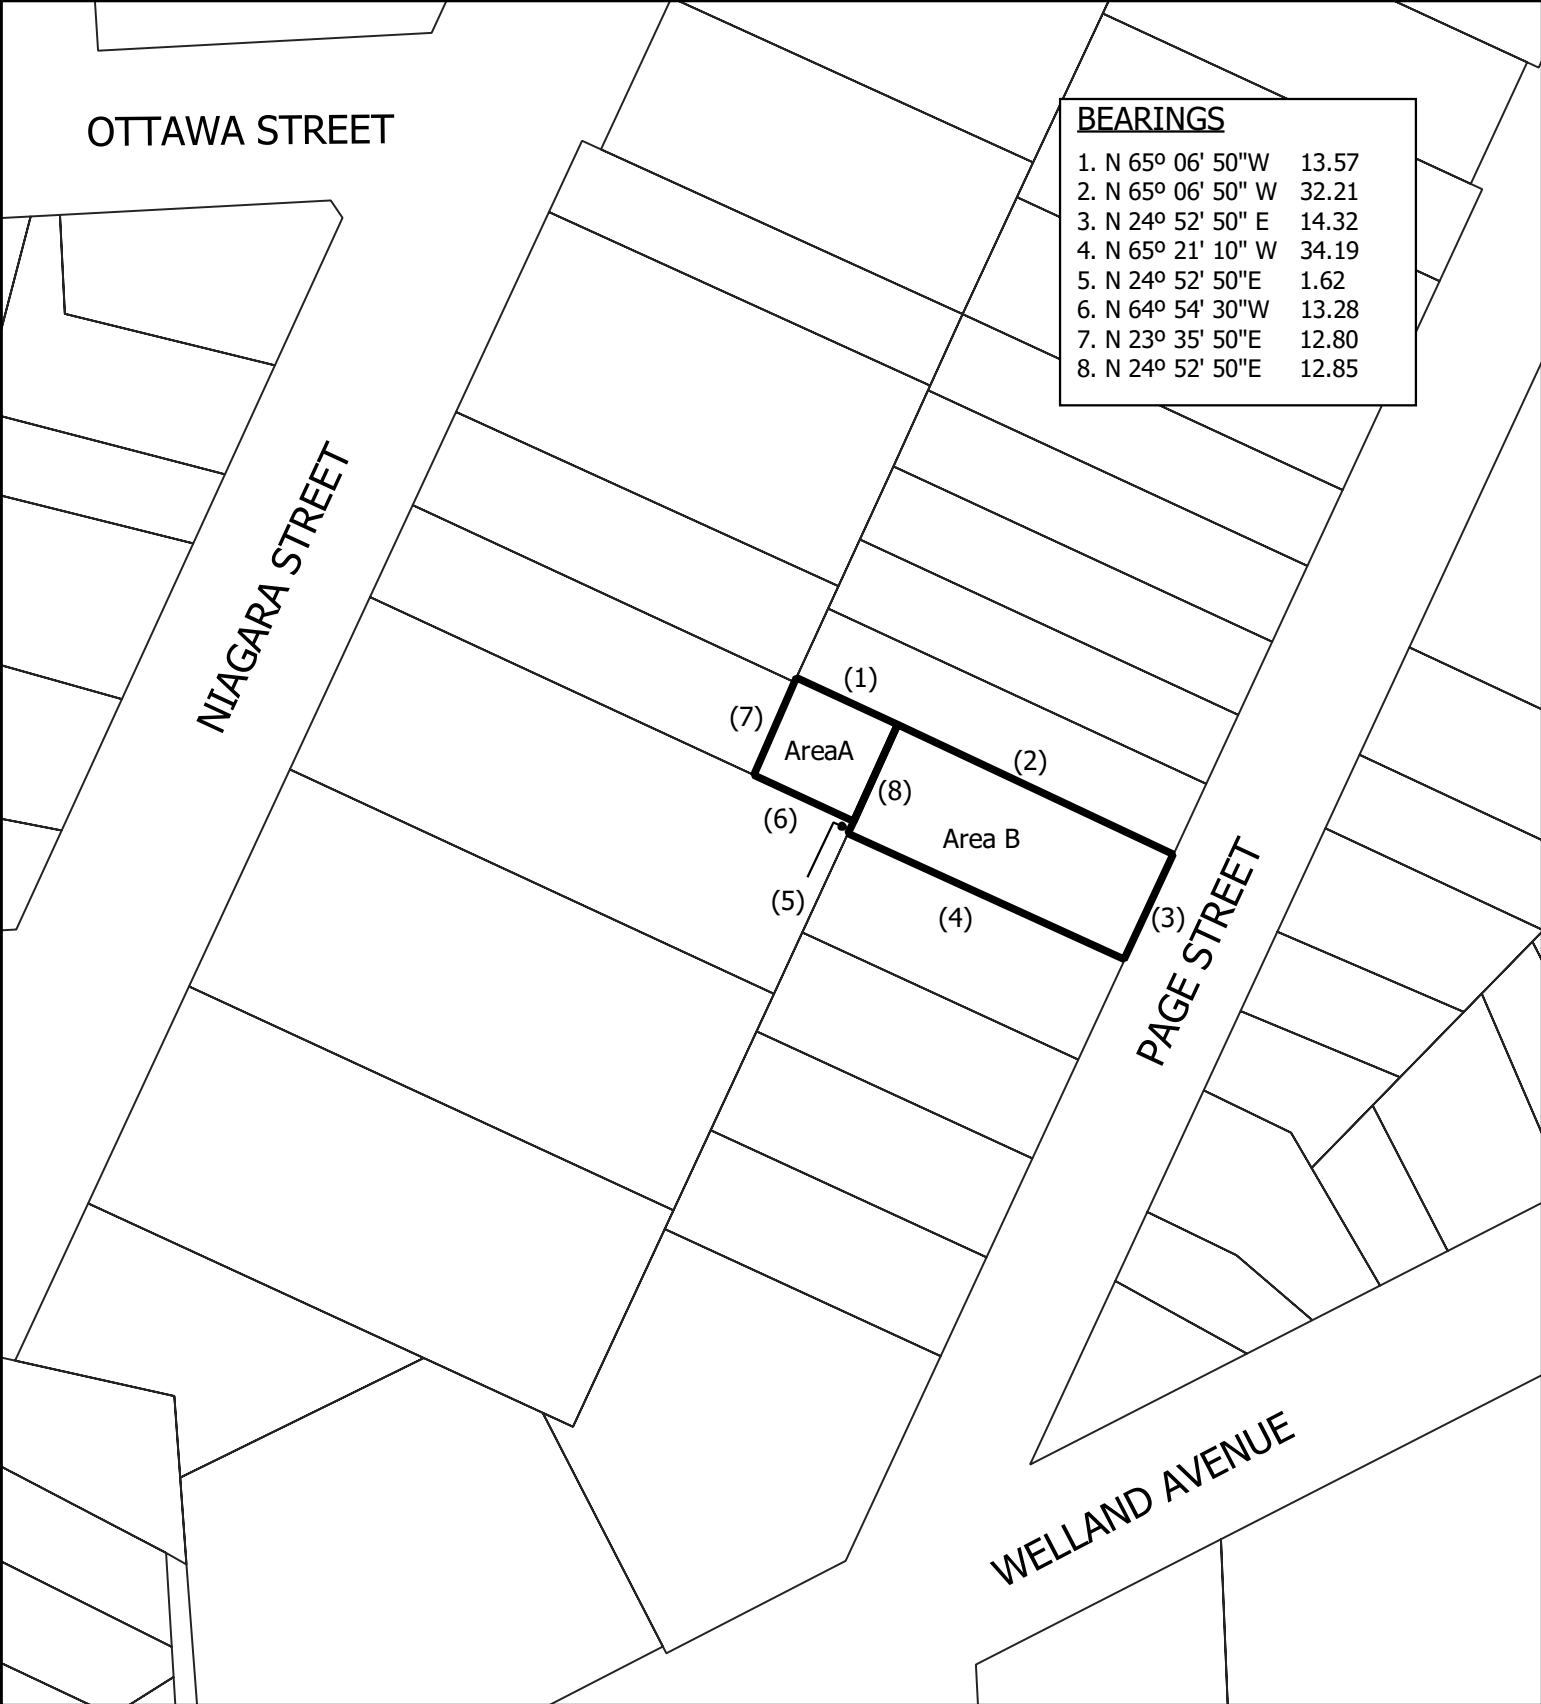 OTTAWA STREET
BEARINGS
1. N 65º 06' 50"W 13.57
2. N 65º 06' 50" W 32.21
3. N 24º 52' 50" E 14.32
4. N 65º 21' 10" W 34.19
5. N 24º 52' 50"E 1.62
6. N 64º 54' 30"W 13.28
7. N 23º 35' 50"E 12.80
8. N 24º 52' 50"E 12.85
NIAGARA STREET
(1)
(7)
AreaA
(2)
(8)
(6)
Area B
(5)
(4)
(3)
PAGE STREET
WELLAND AVENUE